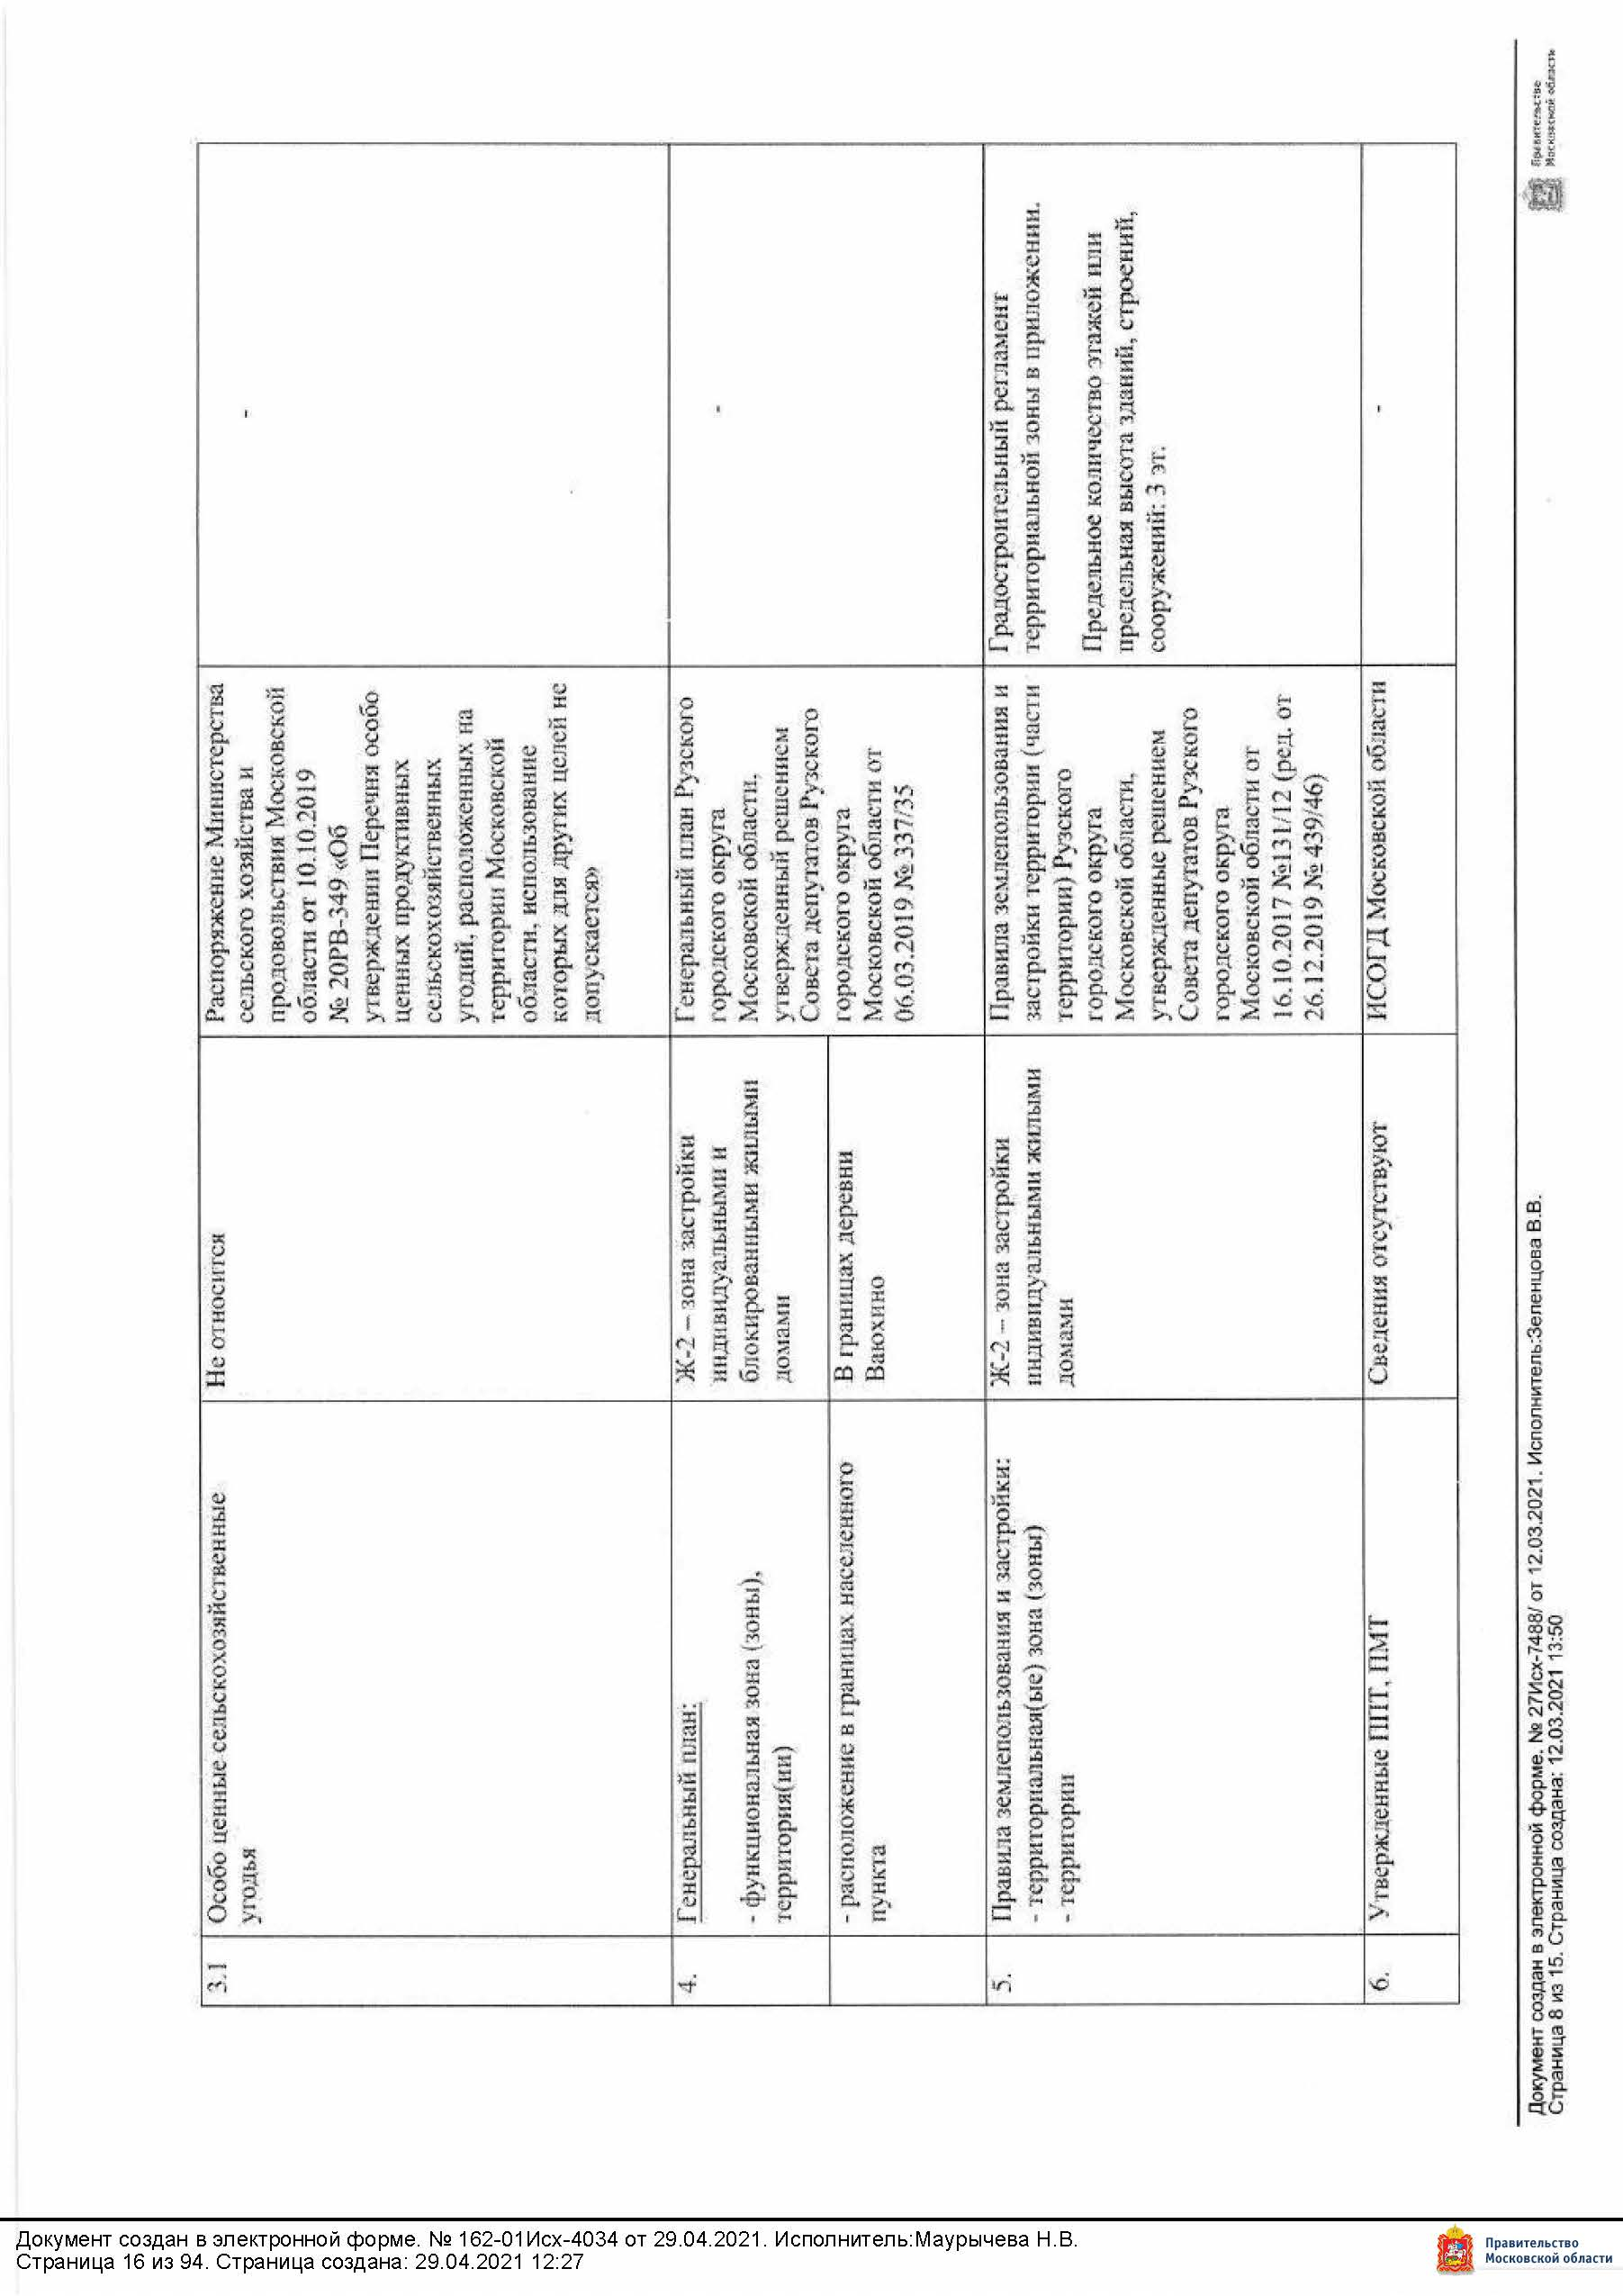 3.1
Особо ценные сельскохозяйственные
угодья
Не относится
Распоряжение Министерства
сельского хозяйства и
продовольствия Московской
области от 10.10.2019
№ 20РВ-349 «Об
утверждении Перечня особо
ценных продуктивных
сельскохозяйственных
угодий, расположенных на
территории Московской
области, использование
которых для других целей не
допускается»
-
4.
Генеральный план:
- функциональная зона (зоны),
территория(ии)
Ж-2 – зона застройки
индивидуальными и
блокированными жилыми
домами
Генеральный план Рузского
городского округа
Московской области,
утвержденный решением
Совета депутатов Рузского
городского округа
Московской области от
06.03.2019 № 337/35
-
- расположение в границах населенного
пункта
В границах деревни
Ваюхино
5.
Правила землепользования и застройки:
- территориальная(ые) зона (зоны)
- территории
Ж-2 – зона застройки
индивидуальными жилыми
домами
Правила землепользования и
застройки территории (части
территории) Рузского
городского округа
Московской области,
утвержденные решением
Совета депутатов Рузского
городского округа
Московской области от
16.10.2017 №131/12 (ред. от
26.12.2019 № 439/46)
Градостроительный регламент
территориальной зоны в приложении.
Предельное количество этажей или
предельная высота зданий, строений,
сооружений: 3 эт.
6.
Утвержденные ППТ, ПМТ
Сведения отсутствуют
ИСОГД Московской области
-
Документ создан в электронной форме. № 27Исх-7488/ от 12.03.2021. Исполнитель:Зеленцова В.В.
Страница 8 из 15. Страница создана: 12.03.2021 13:50
Правительство
Московской области
Документ создан в электронной форме. № 162-01Исх-4034 от 29.04.2021. Исполнитель:Маурычева Н.В.
Страница 16 из 94. Страница создана: 29.04.2021 12:27
Правительство
Московской области